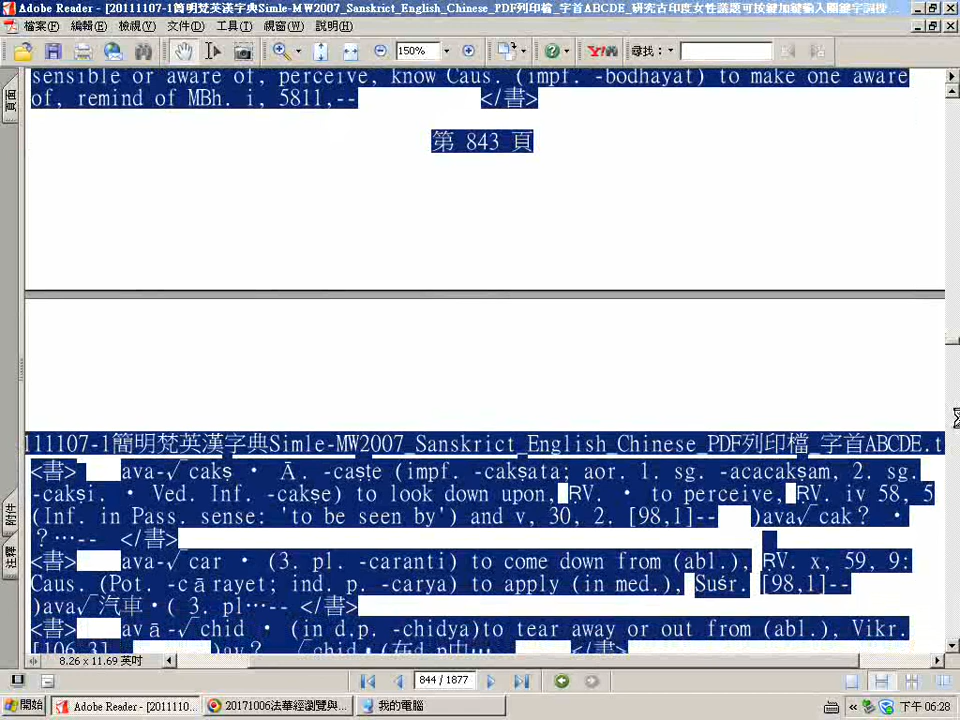 Adobe Reader - [20111107-1簡明梵英漢字典Simle-MW2007_Sanskrict_English_Chinese_PDF列印檔_字首ABCDE_研究古印度女性議題可按鍵加鍵輸入關鍵字詞搜
檔案(F) 編輯(E) 檢視(V) 文件(D) 工具(T) 視窗(W) 說明(H)
150% Y! 尋找:
頁面
sensible or aware of, perceive, know Caus. (impf. -bodhayat) to make one aware
of, remind of MBh. i, 5811,-- </書>
第 843 頁
111107-1簡明梵英漢字典Simle-MW2007_Sanskrict_English_Chinese_PDF列印檔_字首ABCDE.t
<書> ava-√cakṣ • Ā. -caṣṭe (impf. -cakṣata; aor. 1. sg. -acacakṣam, 2. sg.
-cakṣi. • Ved. Inf. -cakṣe) to look down upon, RV. • to perceive, RV. iv 58, 5
(Inf. in Pass. sense: 'to be seen by') and v, 30, 2. [98,1]-- )ava√cak? •
?…-- </書>
<書> ava-√car • (3. pl. -caranti) to come down from (abl.), RV. x, 59, 9:
Caus. (Pot. -cārayet; ind. p. -carya) to apply (in med.), Suśr. [98,1]--
)ava√汽車•( 3. pl…-- </書>
<書> avā-√chid • (in d.p. -chidya)to tear away or out from (abl.), Vikr.
[106,3] )av? -√chid•(在d.p中… </書>
附件
註釋
8.26 x 11.69 英吋
844 / 1877
開始 Adobe Reader - [2011110... 20171006法華經瀏覽與... 我的電腦 下午 06:28